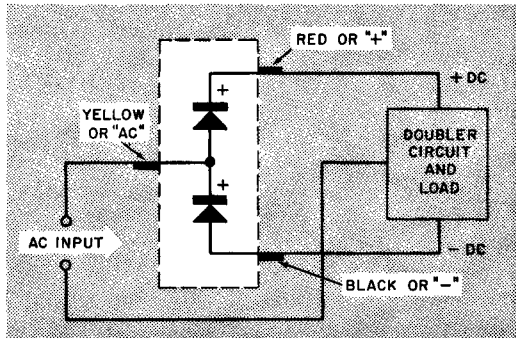 RED OR "+"
+ DC
+
YELLOW
OR "AC"
DOUBLER
CIRCUIT
AND
LOAD
+
AC INPUT
- DC
BLACK OR "-"